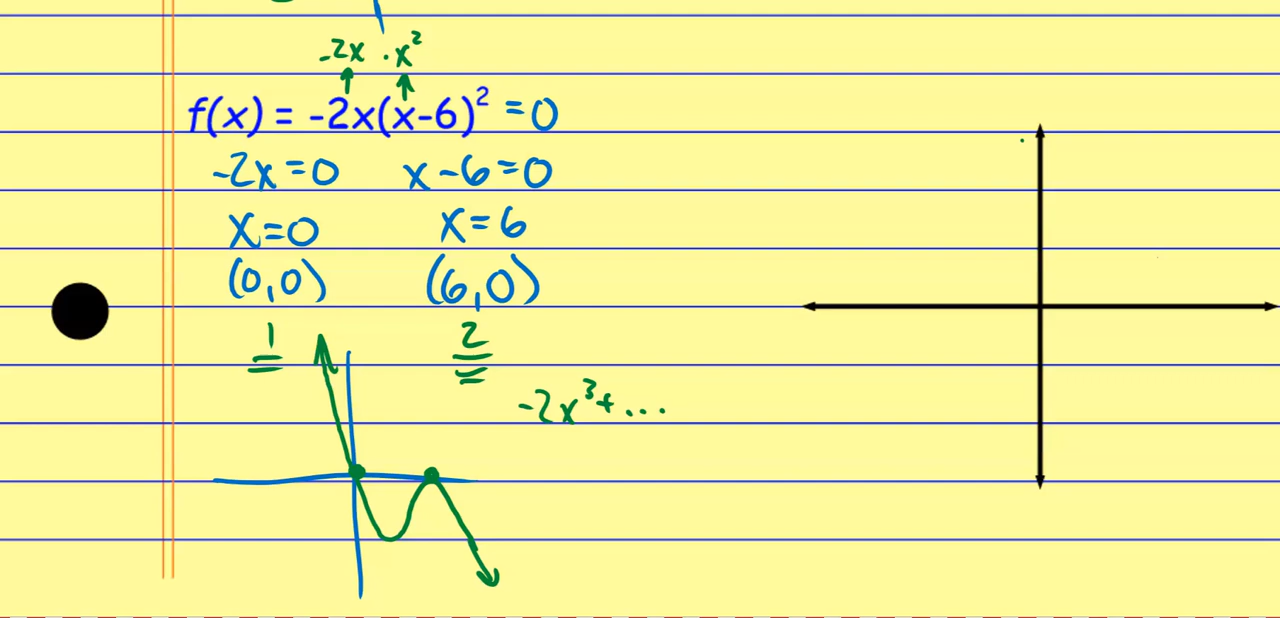 -2x · x²
f(x) = -2x(x-6)² = 0
-2x=0 x-6=0
x=0 x=6
(0,0) (6,0)
1 2
-2x³+...